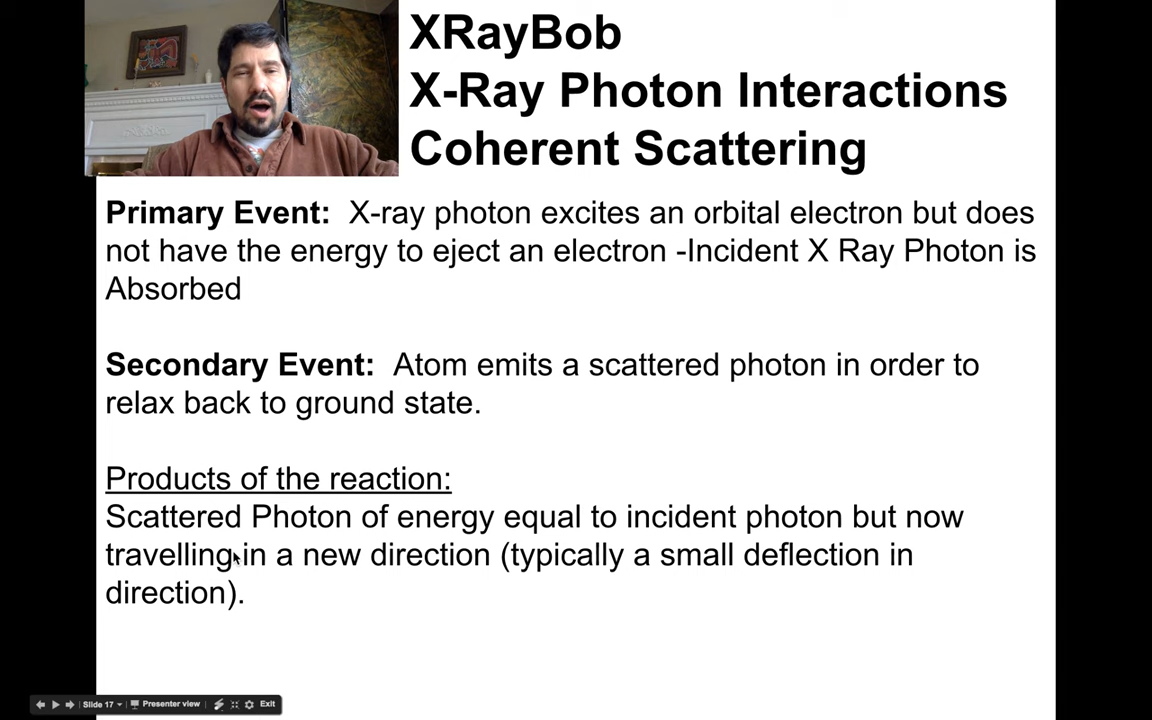 XRayBob
X-Ray Photon Interactions
Coherent Scattering
Primary Event: X-ray photon excites an orbital electron but does
not have the energy to eject an electron -Incident X Ray Photon is
Absorbed
Secondary Event: Atom emits a scattered photon in order to
relax back to ground state.
Products of the reaction:
Scattered Photon of energy equal to incident photon but now
travelling in a new direction (typically a small deflection in
direction).
Slide 17 Presenter view Exit